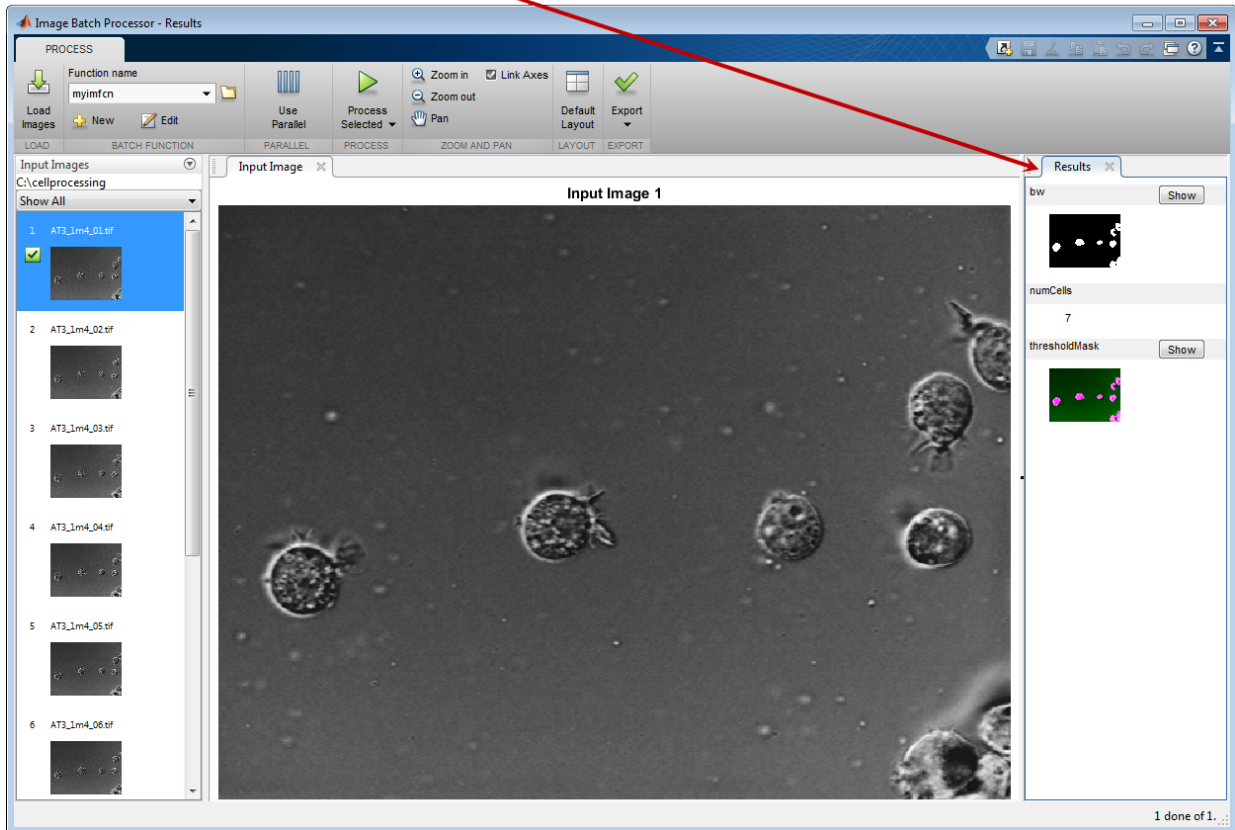 Image Batch Processor - Results
PROCESS
Load Images
Function name
myimfcn
New
Edit
Use Parallel
Process Selected
Zoom in
Link Axes
Zoom out
Pan
Default Layout
Export
LOAD
BATCH FUNCTION
PARALLEL
PROCESS
ZOOM AND PAN
LAYOUT
EXPORT
Input Images
C:\cellprocessing
Show All
1 AT3_1m4_01.tif
2 AT3_1m4_02.tif
3 AT3_1m4_03.tif
4 AT3_1m4_04.tif
5 AT3_1m4_05.tif
6 AT3_1m4_06.tif
Input Image
Input Image 1
Results
bw
Show
numCells
7
thresholdMask
Show
1 done of 1.